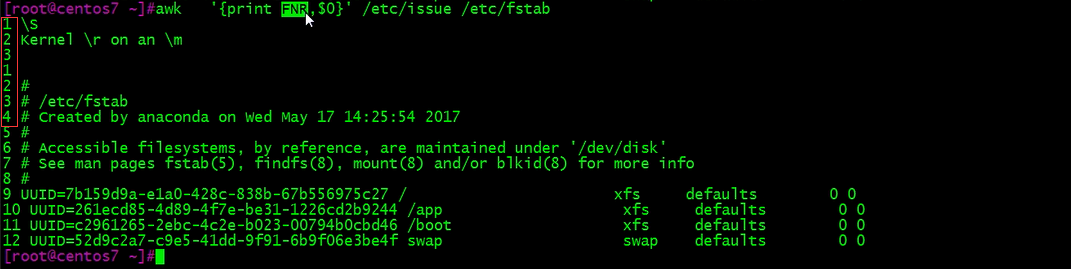 [root@centos7 ~]#awk   '{print FNR,$0}' /etc/issue /etc/fstab
1 \S
2 Kernel \r on an \m
3
1
2 #
3 # /etc/fstab
4 # Created by anaconda on Wed May 17 14:25:54 2017
5 #
6 # Accessible filesystems, by reference, are maintained under '/dev/disk'
7 # See man pages fstab(5), findfs(8), mount(8) and/or blkid(8) for more info
8 #
9 UUID=7b159d9a-e1a0-428c-838b-67b556975c27 /                       xfs     defaults        0 0
10 UUID=261ecd85-4d89-4f7e-be31-1226cd2b9244 /app                    xfs     defaults        0 0
11 UUID=c2961265-2ebc-4c2e-b023-00794b0cbd46 /boot                   xfs     defaults        0 0
12 UUID=52d9c2a7-c9e5-41dd-9f91-6b9f06e3be4f swap                    swap    defaults        0 0
[root@centos7 ~]#